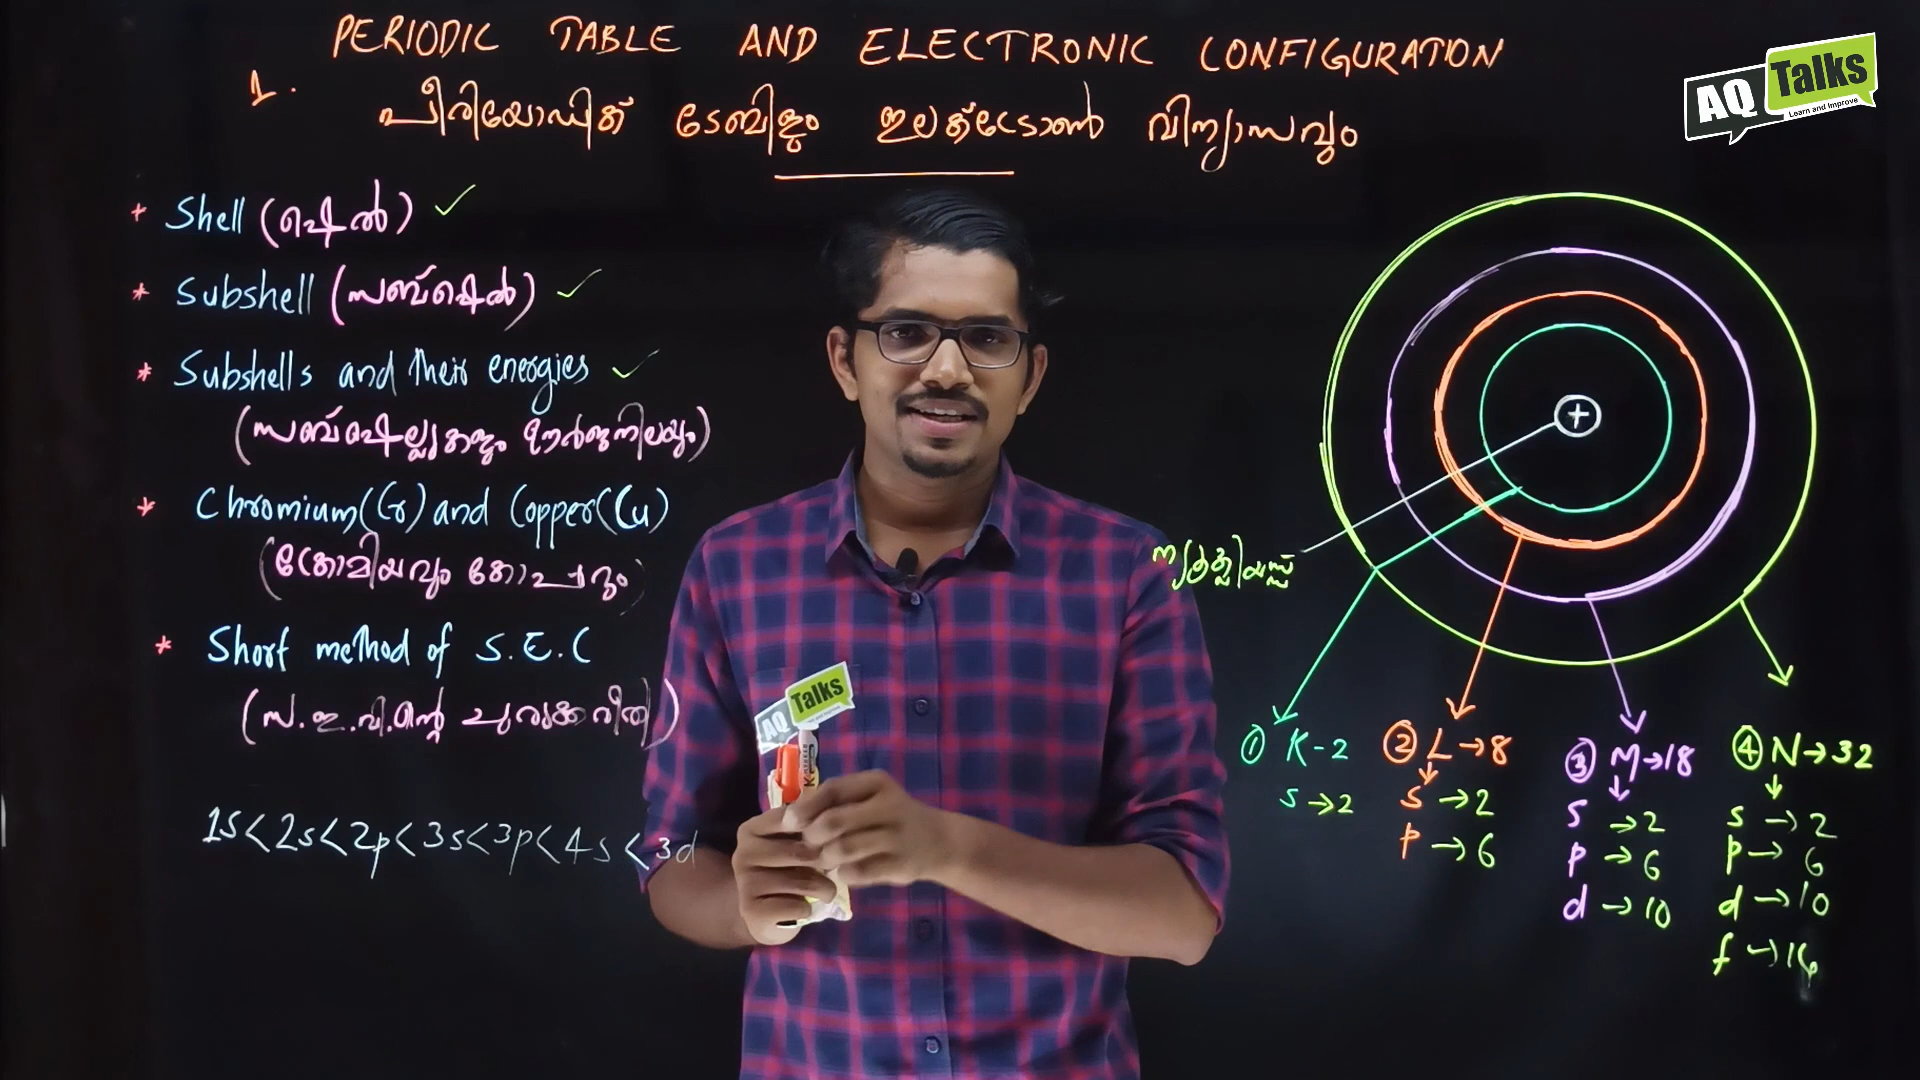 PERIODIC TABLE AND ELECTRONIC CONFIGURATION
1.
പീരിയോഡിക് ടേബിളും ഇലക്ട്രോൺ വിന്യാസവും
AQ Talks
Learn and Improve
* Shell (ഷെൽ) ✓
* Subshell (സബ്ഷെൽ) ✓
* Subshells and their energies ✓
(സബ്ഷെല്ലുകളും ഊർജനിലയും)
* Chromium(Cr) and Copper(Cu)
(ക്രോമിയവും കോപ്പറും)
* Short method of S.E.C
(സ.ഇ.വി.ന്റെ ചുരുക്കരീതി)
1s<2s<2p<3s<3p<4s<3d
+
ന്യൂക്ലിയസ്സ്
① K-2
s→2
② L→8
s→2
p→6
③ M→18
s→2
p→6
d→10
④ N→32
s→2
p→6
d→10
f→14
AQ Talks